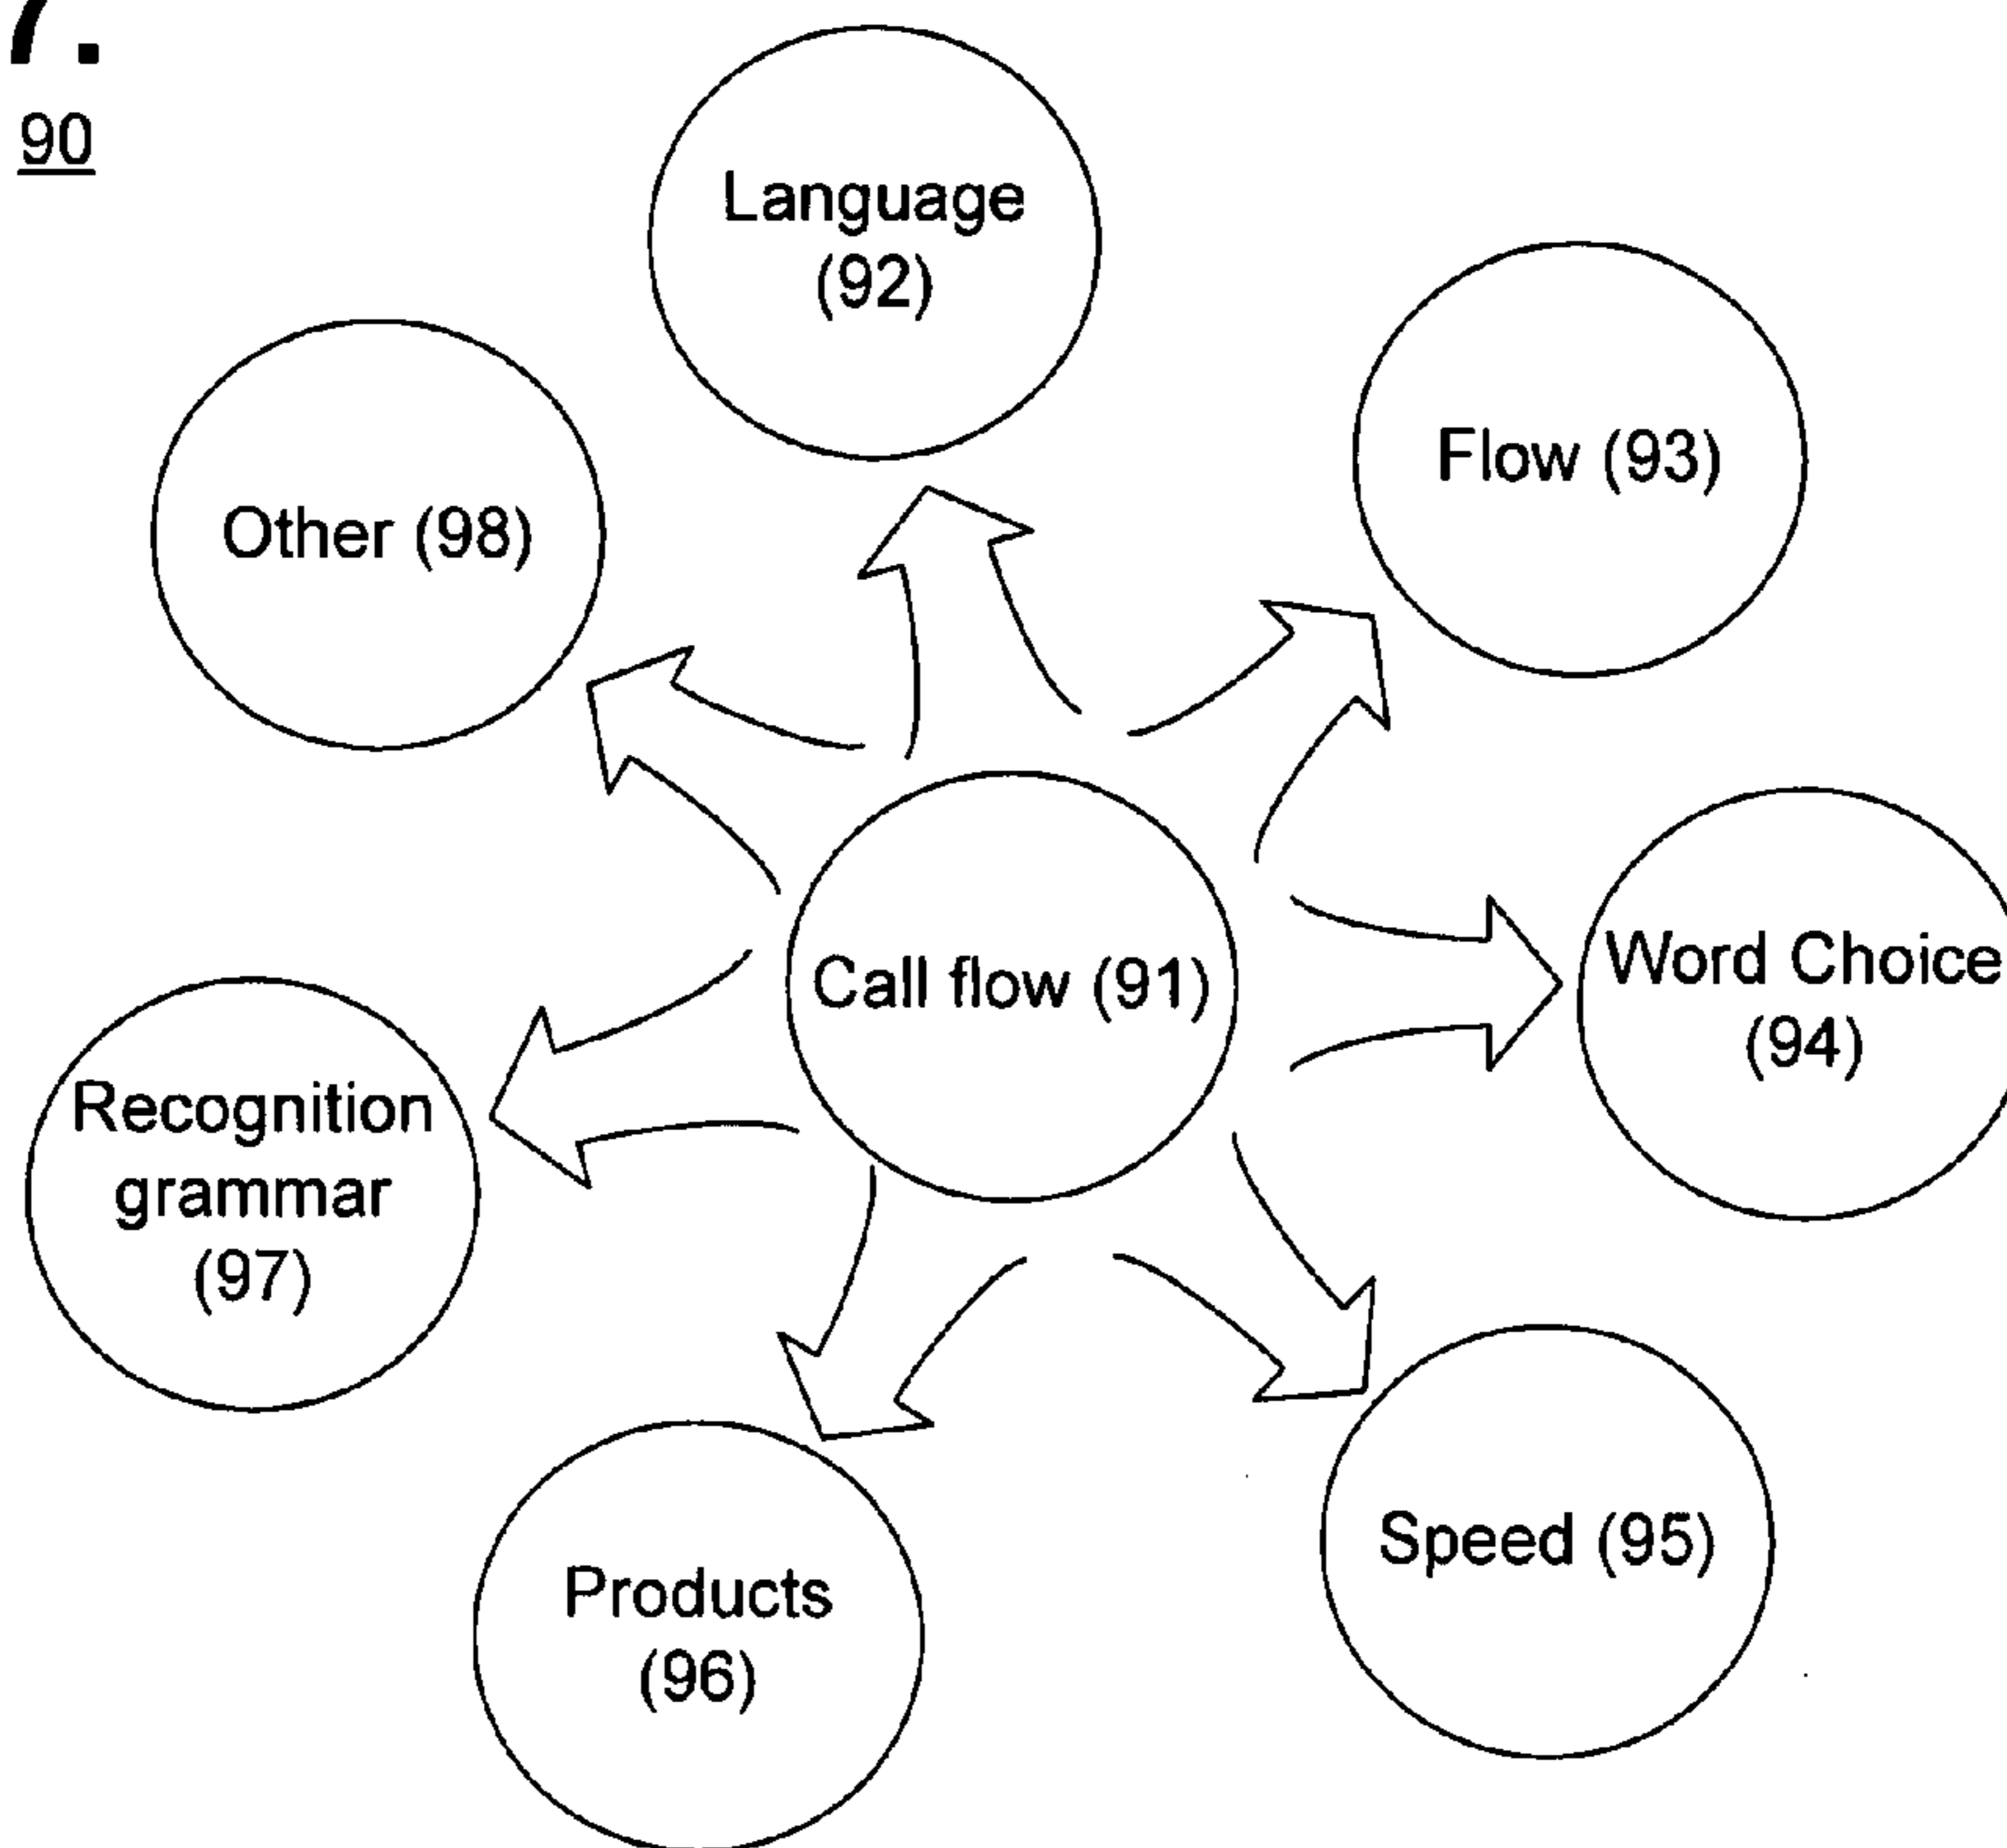 7.
90
Language
(92)
Flow (93)
Other (98)
Call flow (91)
Word Choice
(94)
Recognition
grammar
(97)
Speed (95)
Products
(96)